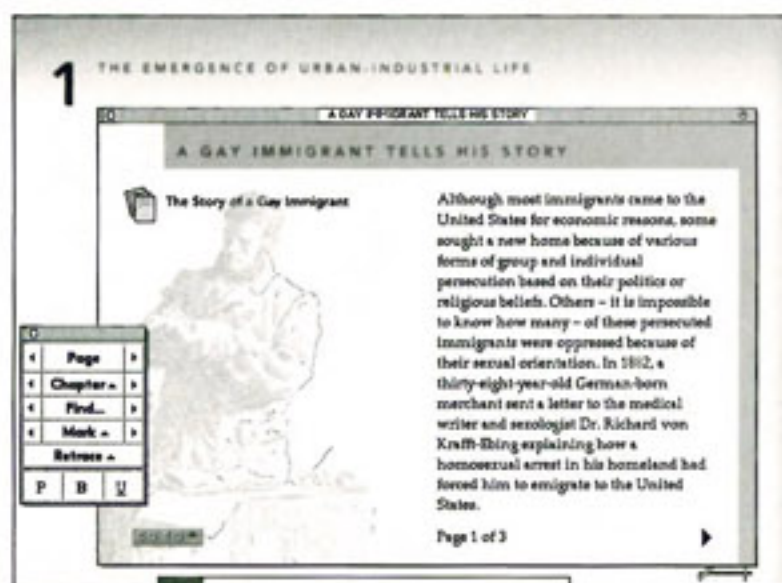 1
THE EMERGENCE OF URBAN-INDUSTRIAL LIFE
A GAY IMMIGRANT TELLS HIS STORY
A GAY IMMIGRANT TELLS HIS STORY
The Story of a Gay Immigrant
Although most immigrants came to the
United States for economic reasons, some
sought a new home because of various
forms of group and individual
persecution based on their politics or
religious beliefs. Others – it is impossible
to know how many – of these persecuted
immigrants were oppressed because of
their sexual orientation. In 1882, a
thirty-eight-year-old German-born
merchant sent a letter to the medical
writer and sexologist Dr. Richard von
Krafft-Ebing explaining how a
homosexual arrest in his homeland had
forced him to emigrate to the United
States.
Page 1 of 3
Page
Chapter
Find...
Mark
Retrace
P B U